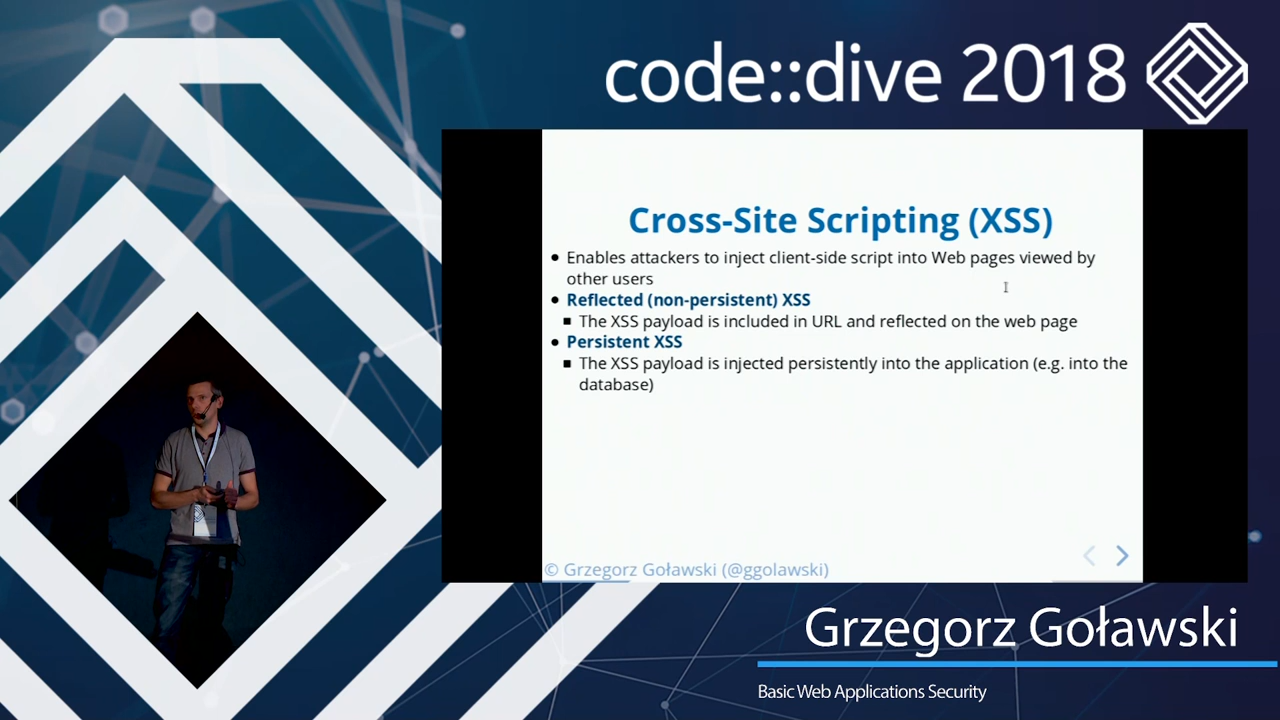 code::dive 2018
Cross-Site Scripting (XSS)
Enables attackers to inject client-side script into Web pages viewed by
other users
Reflected (non-persistent) XSS
The XSS payload is included in URL and reflected on the web page
Persistent XSS
The XSS payload is injected persistently into the application (e.g. into the
database)
© Grzegorz Goławski (@ggolawski)
Grzegorz Goławski
Basic Web Applications Security